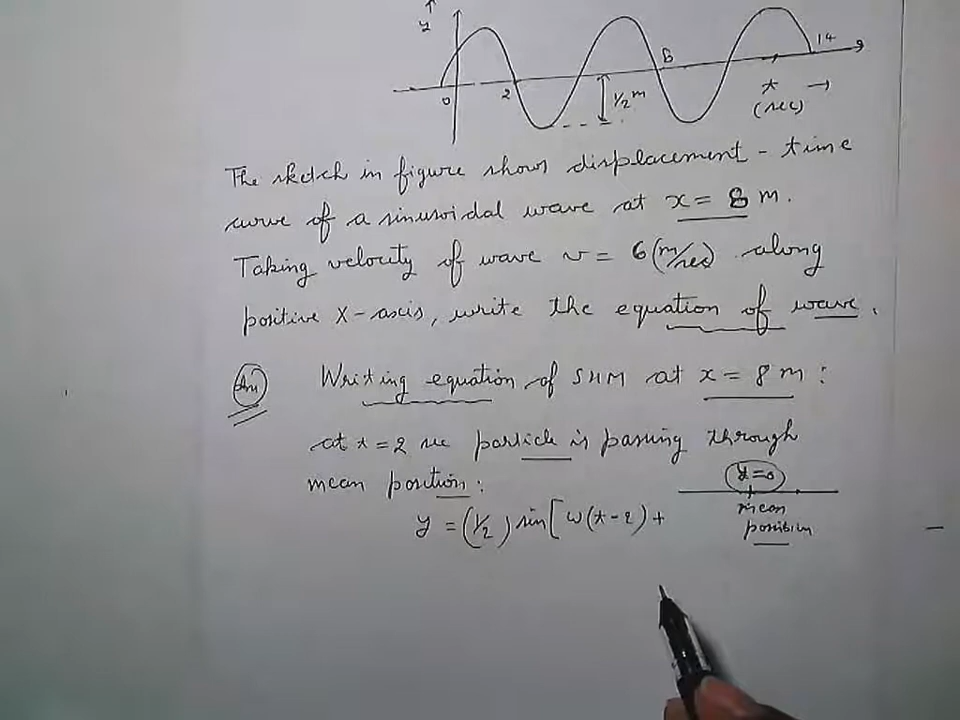 y
14
6
0
2
1/2 m
t →
(sec)
The sketch in figure shows displacement - time
curve of a sinusoidal wave at x = 8 m.
Taking velocity of wave v = 6 (m/sec) along
positive X-axis, write the equation of wave.
Ans Writing equation of SHM at x = 8 m :
at t = 2 sec particle is passing through
mean position :
y = 0
mean
position
y = (1/2) sin[ω(t-2) +